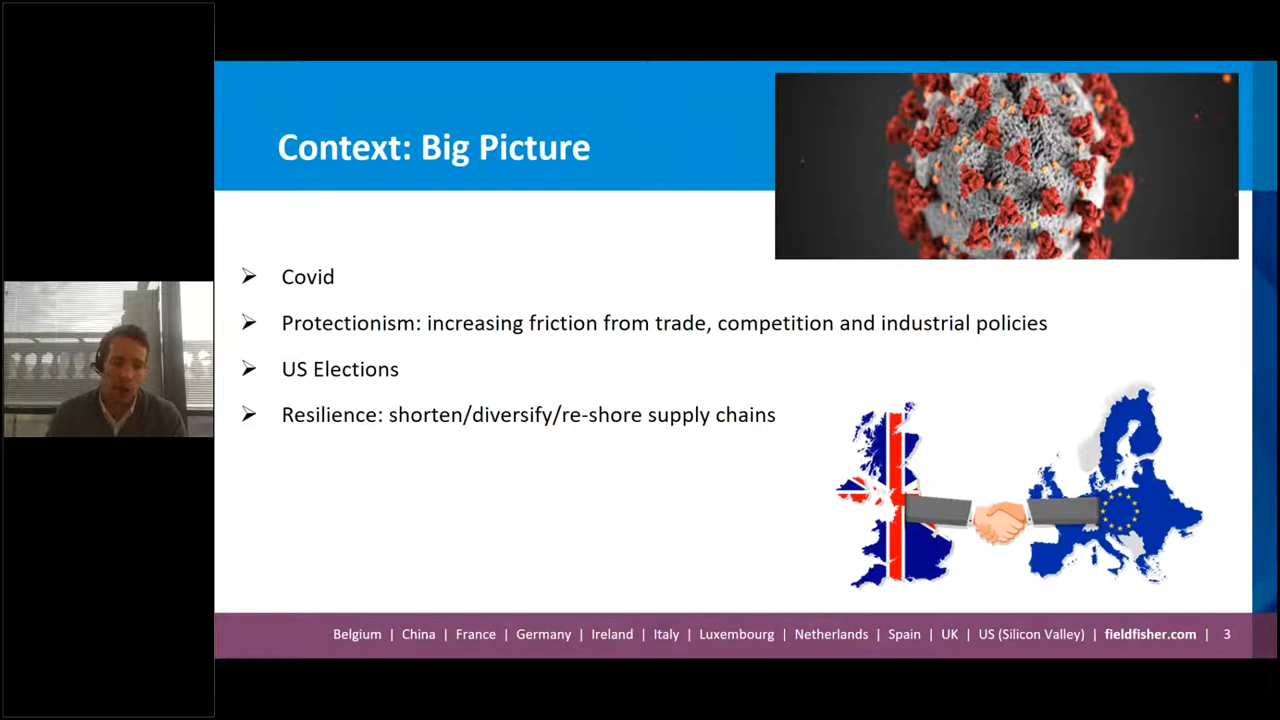 Context: Big Picture
Covid
Protectionism: increasing friction from trade, competition and industrial policies
US Elections
Resilience: shorten/diversify/re-shore supply chains
Belgium | China | France | Germany | Ireland | Italy | Luxembourg | Netherlands | Spain | UK | US (Silicon Valley) | fieldfisher.com | 3